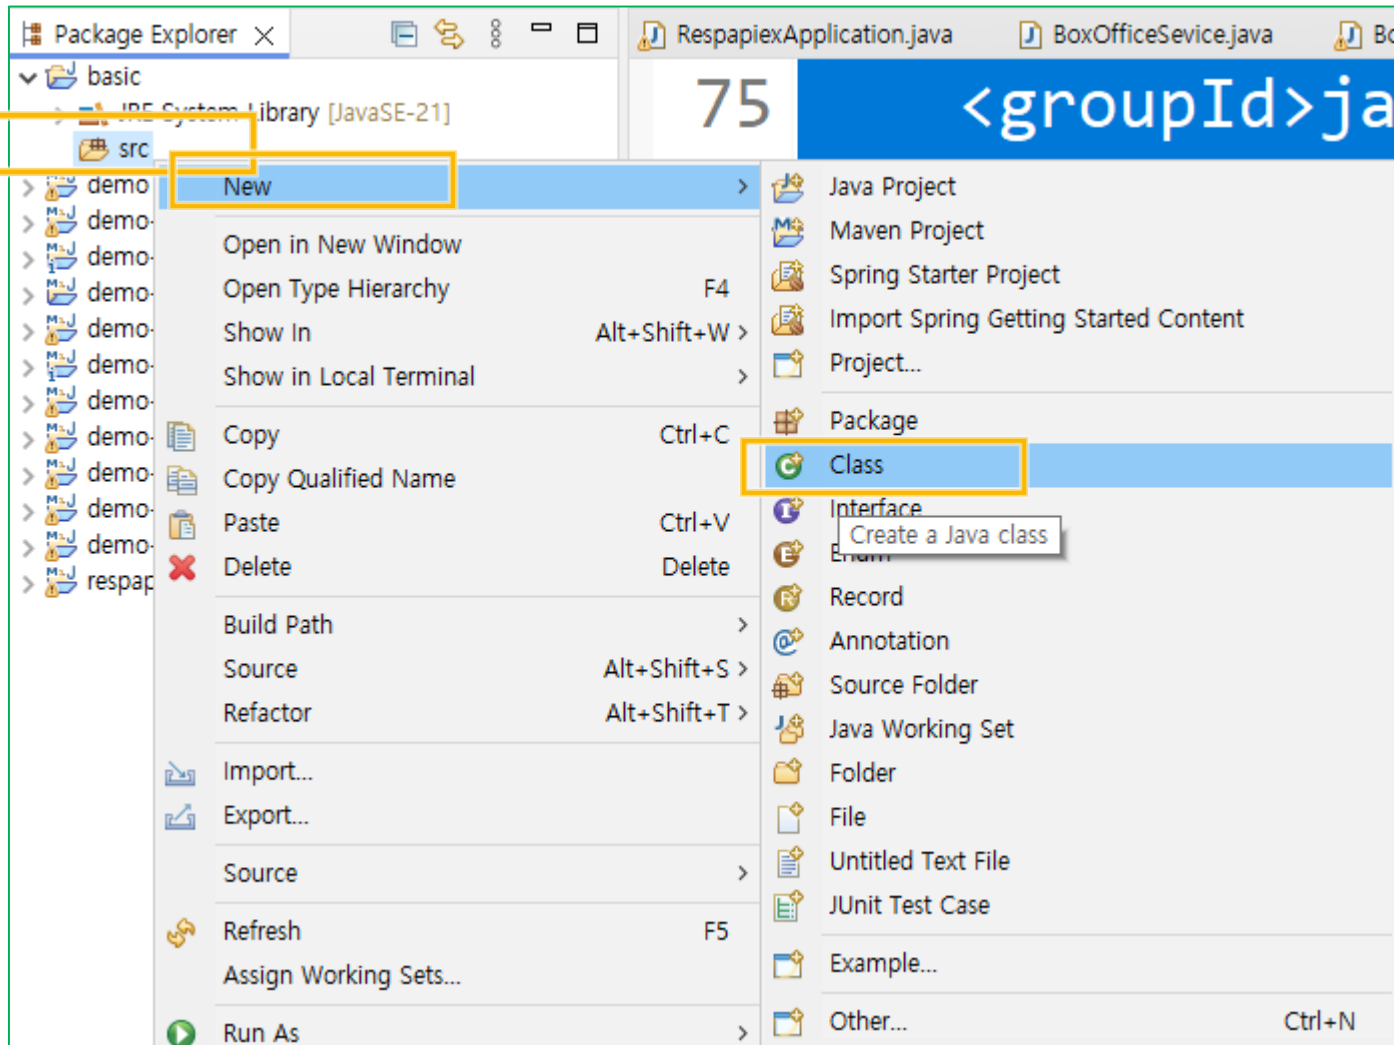 Package Explorer
RespapiexApplication.java
BoxOfficeSevice.java
Bo
basic
JRE System Library [JavaSE-21]
src
75 <groupId>ja
demo
demo-
demo-
demo-
demo-
demo-
demo-
demo-
demo-
demo-
demo-
respap
New
Open in New Window
Open Type Hierarchy F4
Show In Alt+Shift+W >
Show in Local Terminal >
Copy Ctrl+C
Copy Qualified Name
Paste Ctrl+V
Delete Delete
Build Path >
Source Alt+Shift+S >
Refactor Alt+Shift+T >
Import...
Export...
Source >
Refresh F5
Assign Working Sets...
Run As >
Java Project
Maven Project
Spring Starter Project
Import Spring Getting Started Content
Project...
Package
Class
Interface
Create a Java class
Enum
Record
Annotation
Source Folder
Java Working Set
Folder
File
Untitled Text File
JUnit Test Case
Example...
Other... Ctrl+N